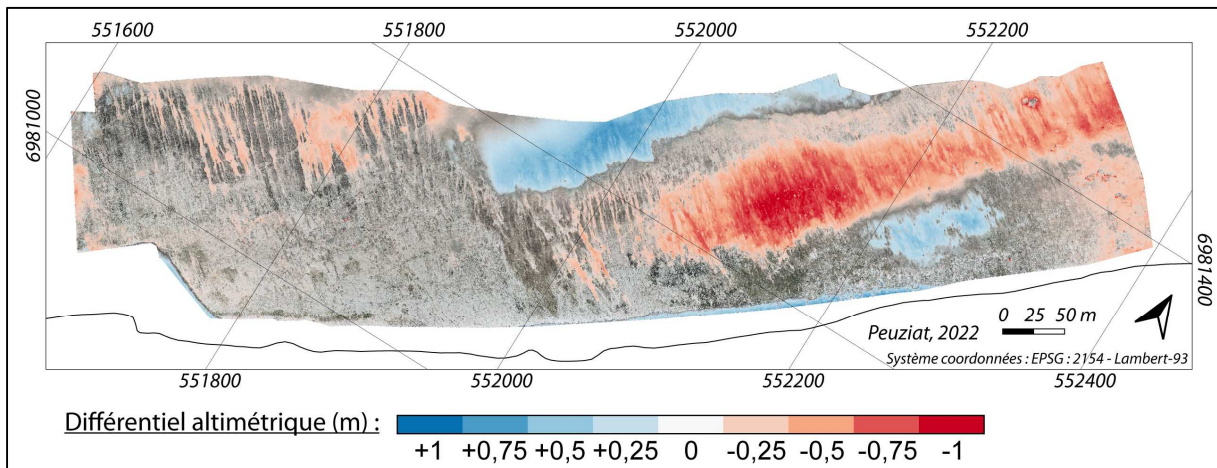 551600
551800
552000
552200
6981000
6981400
0 25 50 m
Peuziat, 2022
Système coordonnées : EPSG : 2154 - Lambert-93
551800
552000
552200
552400
Différentiel altimétrique (m) :
+1 +0,75 +0,5 +0,25 0 -0,25 -0,5 -0,75 -1